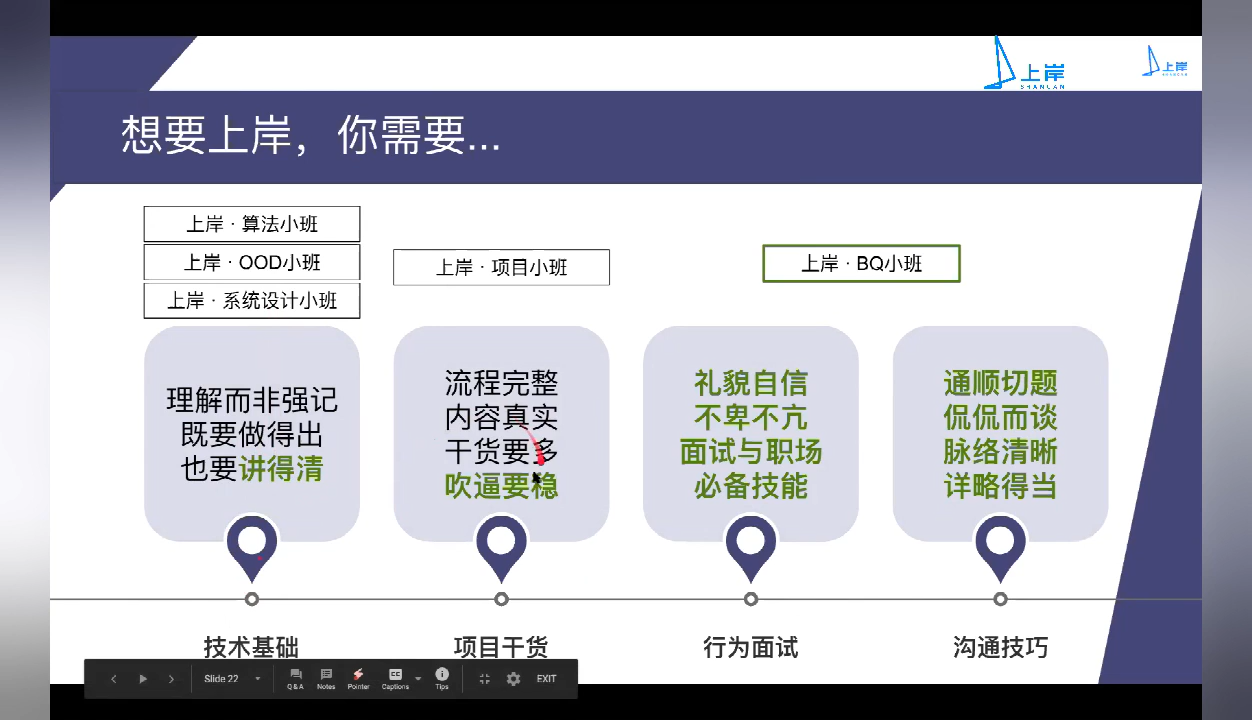 上岸
SHANGAN
上岸
想要上岸，你需要...
上岸 · 算法小班
上岸 · OOD小班
上岸 · 系统设计小班
上岸 · 项目小班
上岸 · BQ小班
理解而非强记
既要做得出
也要讲得清
流程完整
内容真实
干货要多
吹逼要稳
礼貌自信
不卑不亢
面试与职场
必备技能
通顺切题
侃侃而谈
脉络清晰
详略得当
技术基础
项目干货
行为面试
沟通技巧
Slide 22
Q&A
Notes
Pointer
Captions
Tips
EXIT